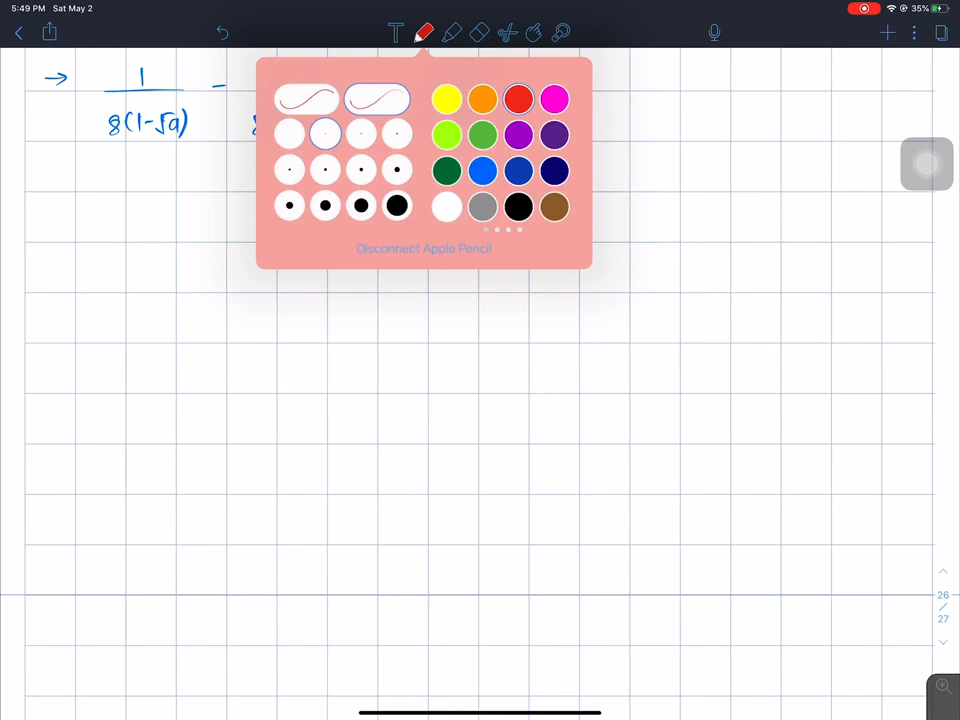 5:49 PM Sat May 2 35%
→ 1 −
8(1-√a)
Disconnect Apple Pencil
26
/
27